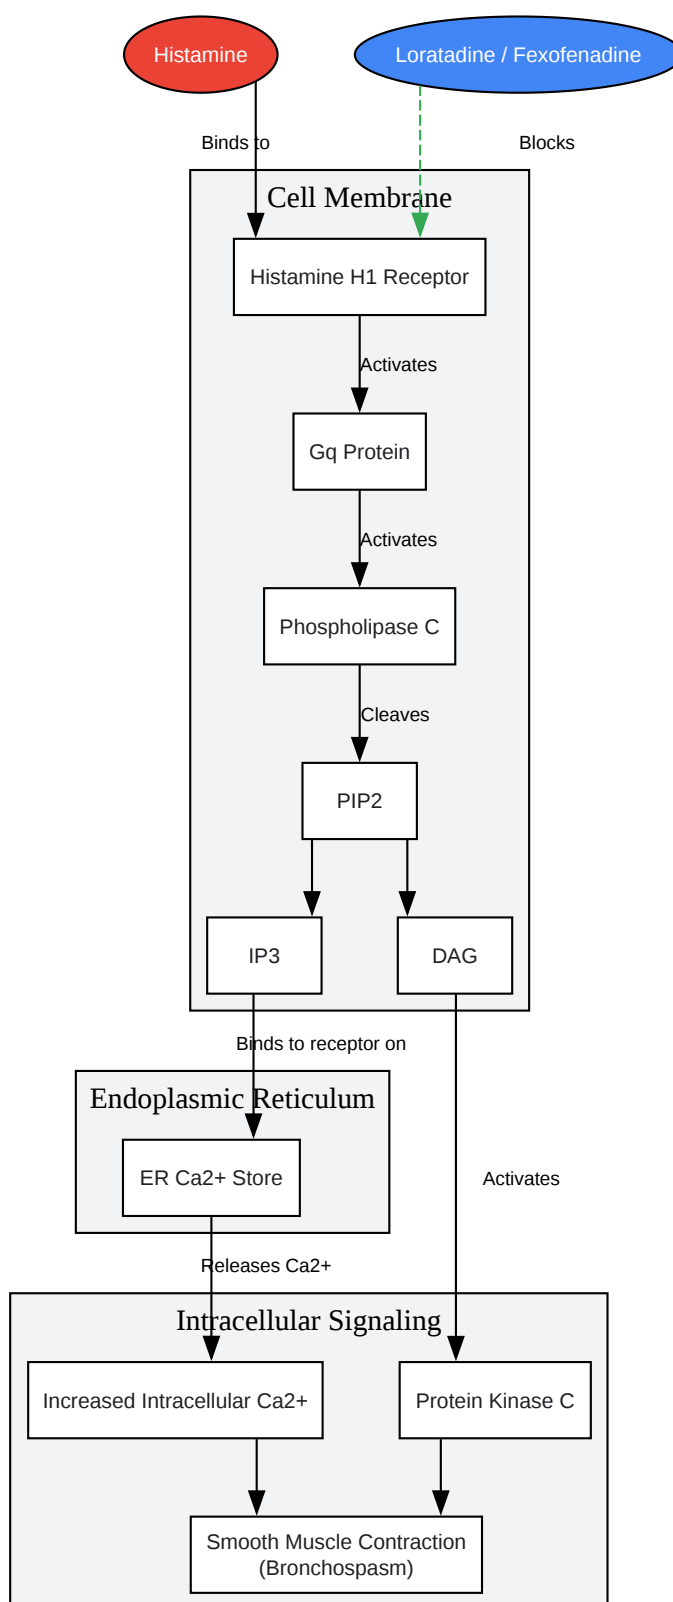 Histamine
Loratadine / Fexofenadine
Binds to
Blocks
Cell Membrane
Histamine H1 Receptor
Activates
Gq Protein
Activates
Phospholipase C
Cleaves
PIP2
IP3
DAG
Binds to receptor on
Endoplasmic Reticulum
ER Ca2+ Store
Activates
Releases Ca2+
Intracellular Signaling
Increased Intracellular Ca2+
Protein Kinase C
Smooth Muscle Contraction
(Bronchospasm)